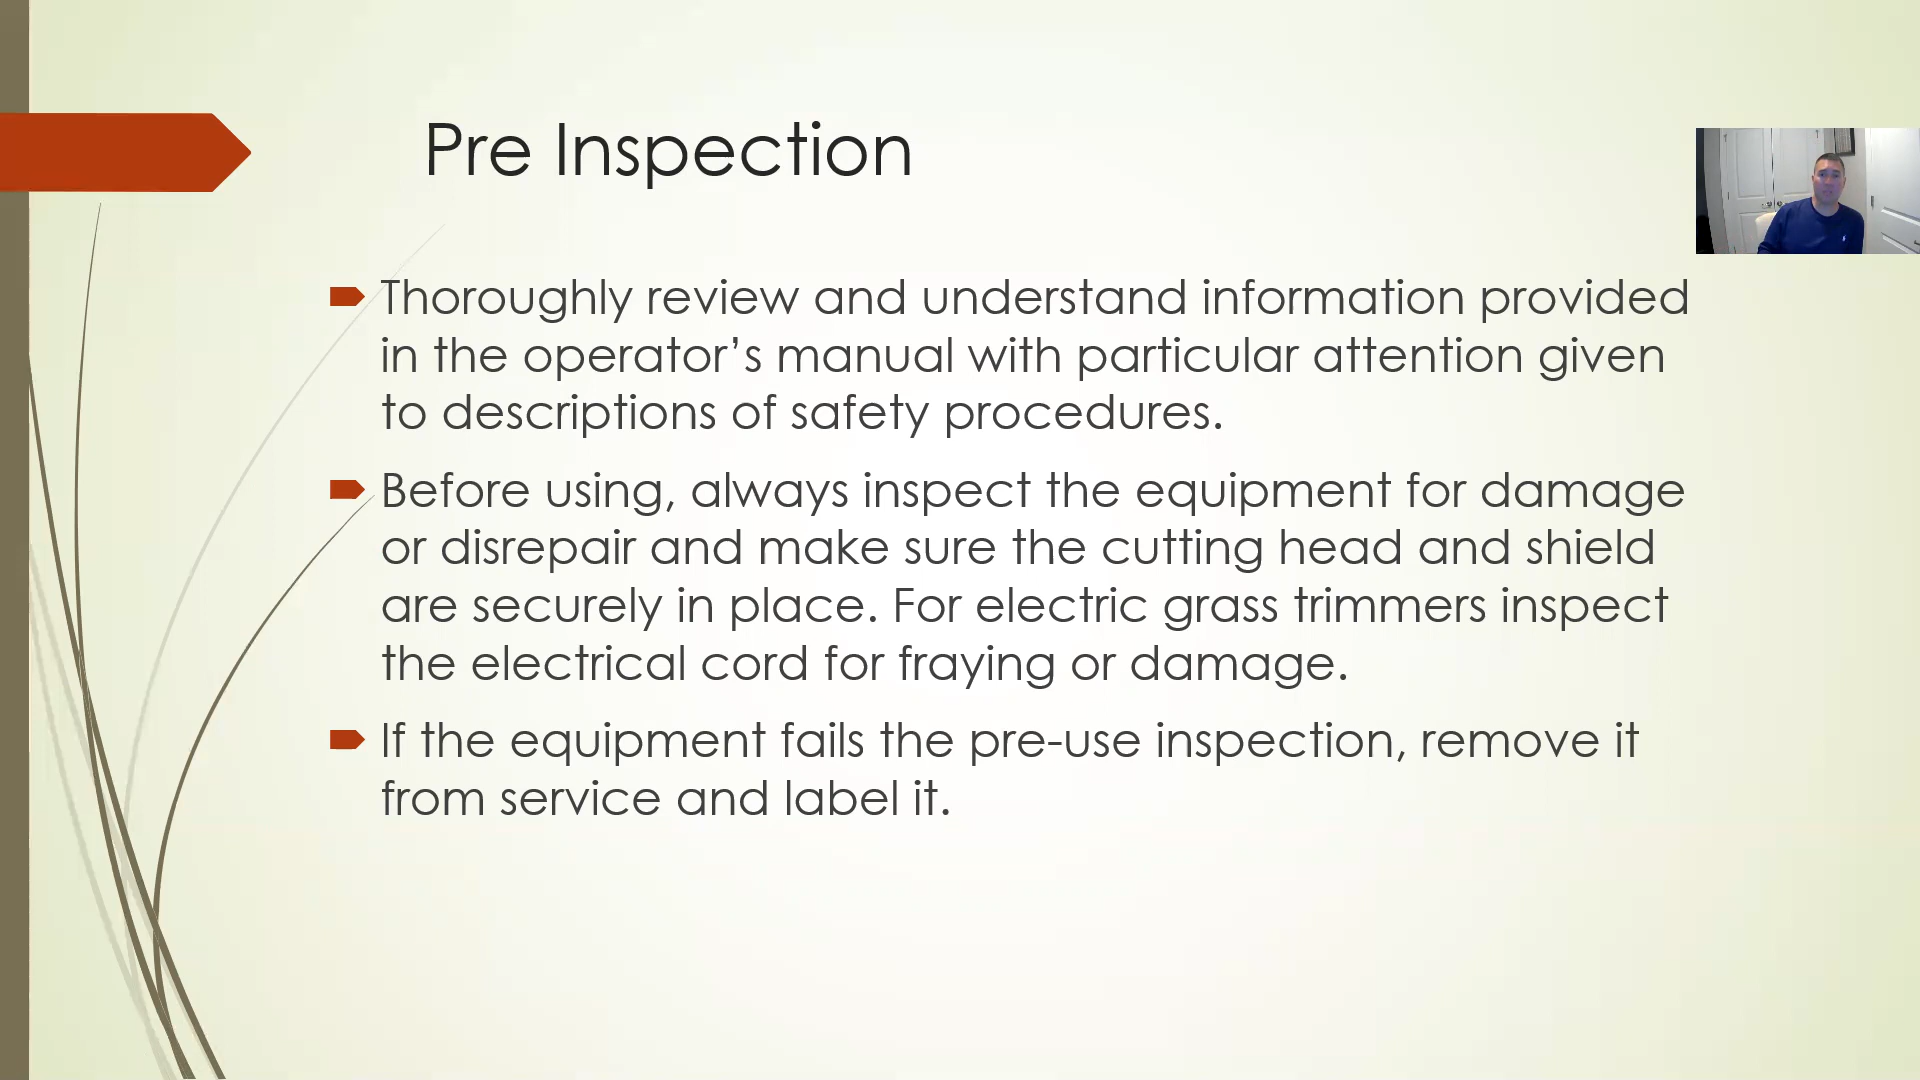 Pre Inspection
Thoroughly review and understand information provided
in the operator’s manual with particular attention given
to descriptions of safety procedures.
Before using, always inspect the equipment for damage
or disrepair and make sure the cutting head and shield
are securely in place. For electric grass trimmers inspect
the electrical cord for fraying or damage.
If the equipment fails the pre-use inspection, remove it
from service and label it.